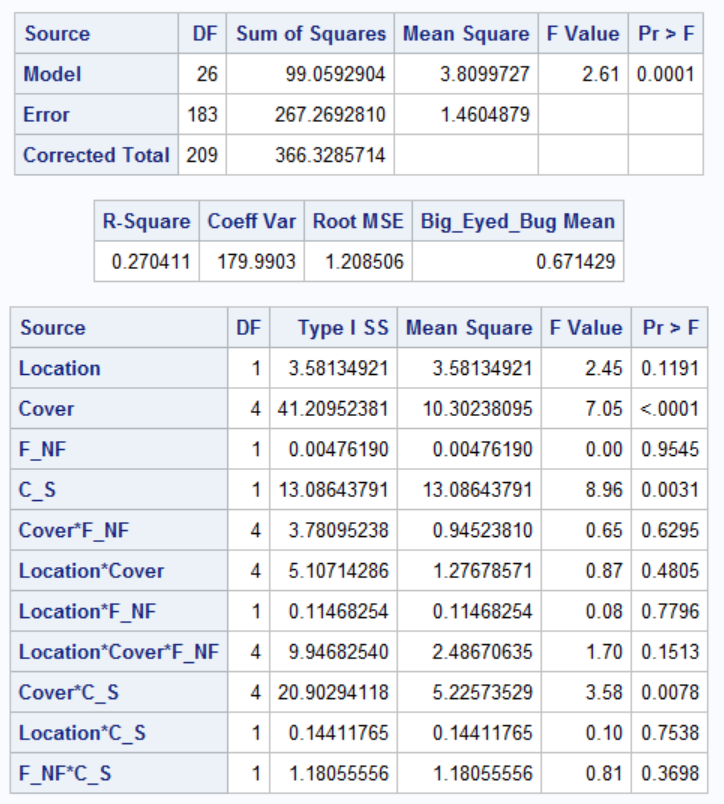 Source DF Sum of Squares Mean Square F Value Pr > F
Model 26 99.0592904 3.8099727 2.61 0.0001
Error 183 267.2692810 1.4604879
Corrected Total 209 366.3285714
R-Square Coeff Var Root MSE Big_Eyed_Bug Mean
0.270411 179.9903 1.208506 0.671429
Source DF Type I SS Mean Square F Value Pr > F
Location 1 3.58134921 3.58134921 2.45 0.1191
Cover 4 41.20952381 10.30238095 7.05 <.0001
F_NF 1 0.00476190 0.00476190 0.00 0.9545
C_S 1 13.08643791 13.08643791 8.96 0.0031
Cover*F_NF 4 3.78095238 0.94523810 0.65 0.6295
Location*Cover 4 5.10714286 1.27678571 0.87 0.4805
Location*F_NF 1 0.11468254 0.11468254 0.08 0.7796
Location*Cover*F_NF 4 9.94682540 2.48670635 1.70 0.1513
Cover*C_S 4 20.90294118 5.22573529 3.58 0.0078
Location*C_S 1 0.14411765 0.14411765 0.10 0.7538
F_NF*C_S 1 1.18055556 1.18055556 0.81 0.3698